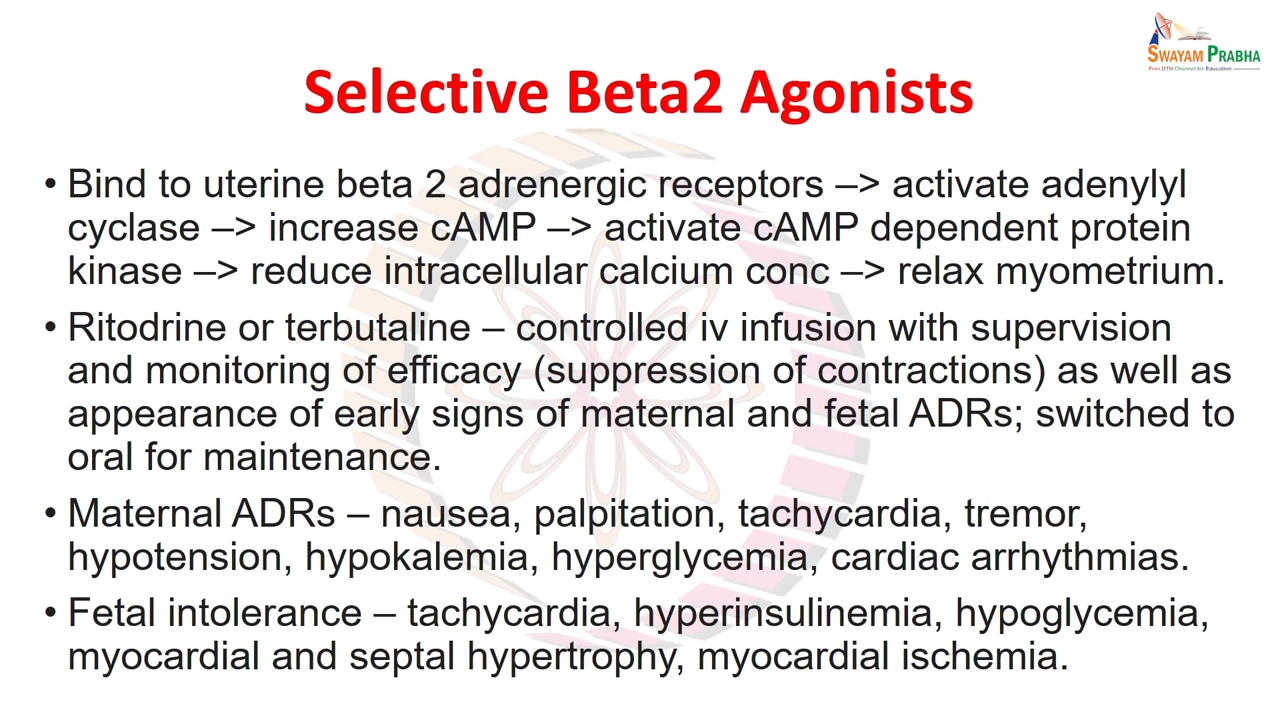 SWAYAM PRABHA
Free DTH Channel for Education
Selective Beta2 Agonists
• Bind to uterine beta 2 adrenergic receptors –> activate adenylyl
cyclase –> increase cAMP –> activate cAMP dependent protein
kinase –> reduce intracellular calcium conc –> relax myometrium.
• Ritodrine or terbutaline – controlled iv infusion with supervision
and monitoring of efficacy (suppression of contractions) as well as
appearance of early signs of maternal and fetal ADRs; switched to
oral for maintenance.
• Maternal ADRs – nausea, palpitation, tachycardia, tremor,
hypotension, hypokalemia, hyperglycemia, cardiac arrhythmias.
• Fetal intolerance – tachycardia, hyperinsulinemia, hypoglycemia,
myocardial and septal hypertrophy, myocardial ischemia.